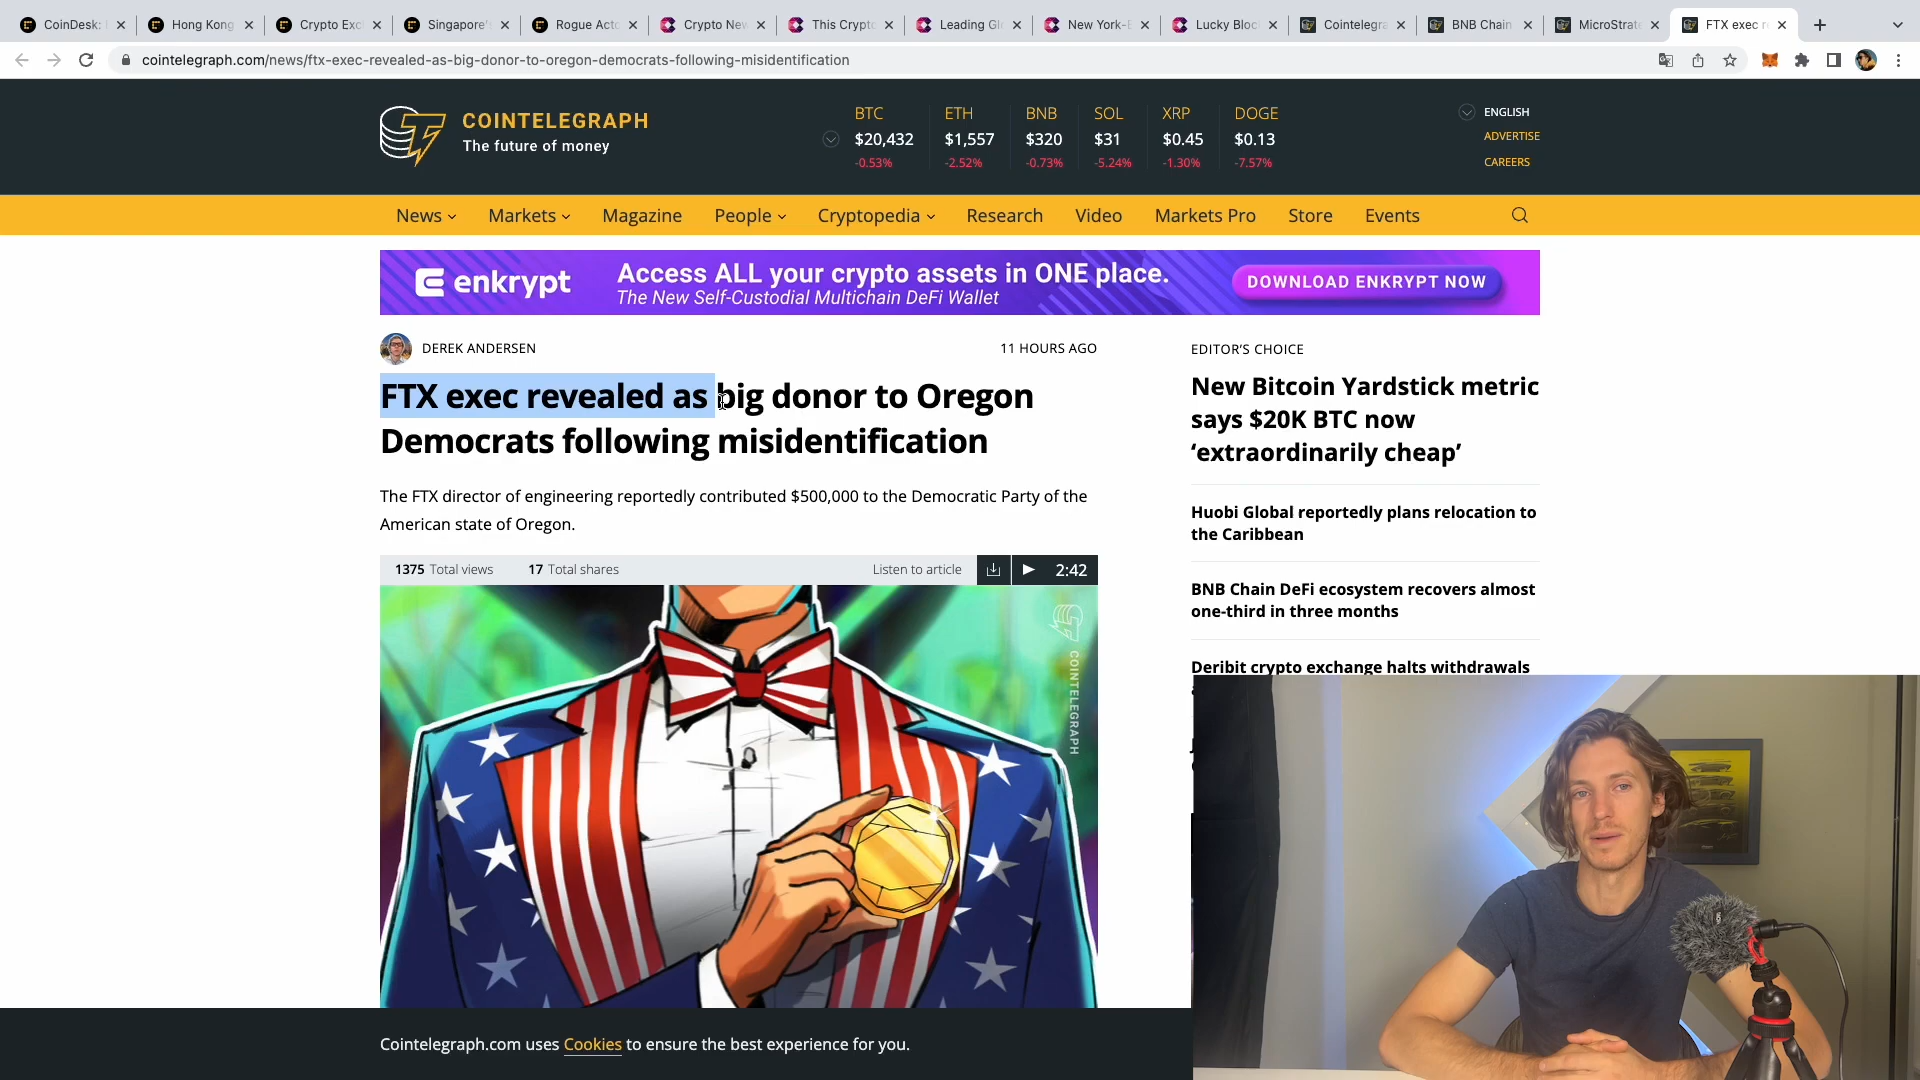 CoinDesk:
Hong Kong
Crypto Exc
Singapore'
Rogue Acto
Crypto New
This Crypto
Leading Gl
New York-
Lucky Bloc
Cointelegra
BNB Chain
MicroStrate
FTX exec r
cointelegraph.com/news/ftx-exec-revealed-as-big-donor-to-oregon-democrats-following-misidentification
COINTELEGRAPH
The future of money
BTC ETH BNB SOL XRP DOGE
$20,432 $1,557 $320 $31 $0.45 $0.13
-0.53% -2.52% -0.73% -5.24% -1.30% -7.57%
ENGLISH
ADVERTISE
CAREERS
News Markets Magazine People Cryptopedia Research Video Markets Pro Store Events
enkrypt
Access ALL your crypto assets in ONE place.
The New Self-Custodial Multichain DeFi Wallet
DOWNLOAD ENKRYPT NOW
DEREK ANDERSEN
11 HOURS AGO
FTX exec revealed as big donor to Oregon
Democrats following misidentification
The FTX director of engineering reportedly contributed $500,000 to the Democratic Party of the
American state of Oregon.
1375 Total views 17 Total shares Listen to article 2:42
COINTELEGRAPH
EDITOR'S CHOICE
New Bitcoin Yardstick metric
says $20K BTC now
‘extraordinarily cheap’
Huobi Global reportedly plans relocation to
the Caribbean
BNB Chain DeFi ecosystem recovers almost
one-third in three months
Deribit crypto exchange halts withdrawals
Cointelegraph.com uses Cookies to ensure the best experience for you.